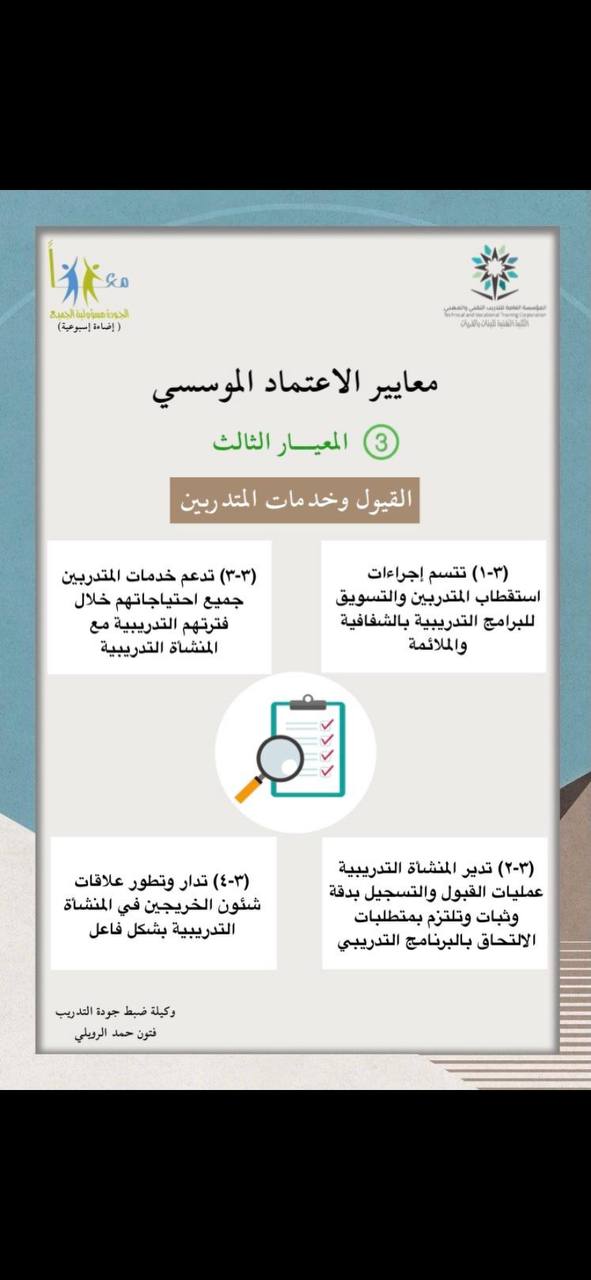 معاً
الجودة مسؤولية الجميع
( إضاءة إسبوعية)
المؤسسة العامة للتدريب التقني والمهني
Technical and Vocational Training Corporation
الكلية التقنية للبنات بالقريات
معايير الاعتماد الموسسي
3 المعيـــار الثالث
القبول وخدمات المتدربين
(٣-١) تتسم إجراءات
استقطاب المتدربين والتسويق
للبرامج التدريبية بالشفافية
والملائمة
(٣-٣) تدعم خدمات المتدربين
جميع احتياجاتهم خلال
فترتهم التدريبية مع
المنشأة التدريبية
(٣-٢) تدير المنشأة التدريبية
عمليات القبول والتسجيل بدقة
وثبات وتلتزم بمتطلبات
الالتحاق بالبرنامج التدريبي
(٣-٤) تدار وتطور علاقات
شئون الخريجين في المنشأة
التدريبية بشكل فاعل
وكيلة ضبط جودة التدريب
فتون حمد الرويلي